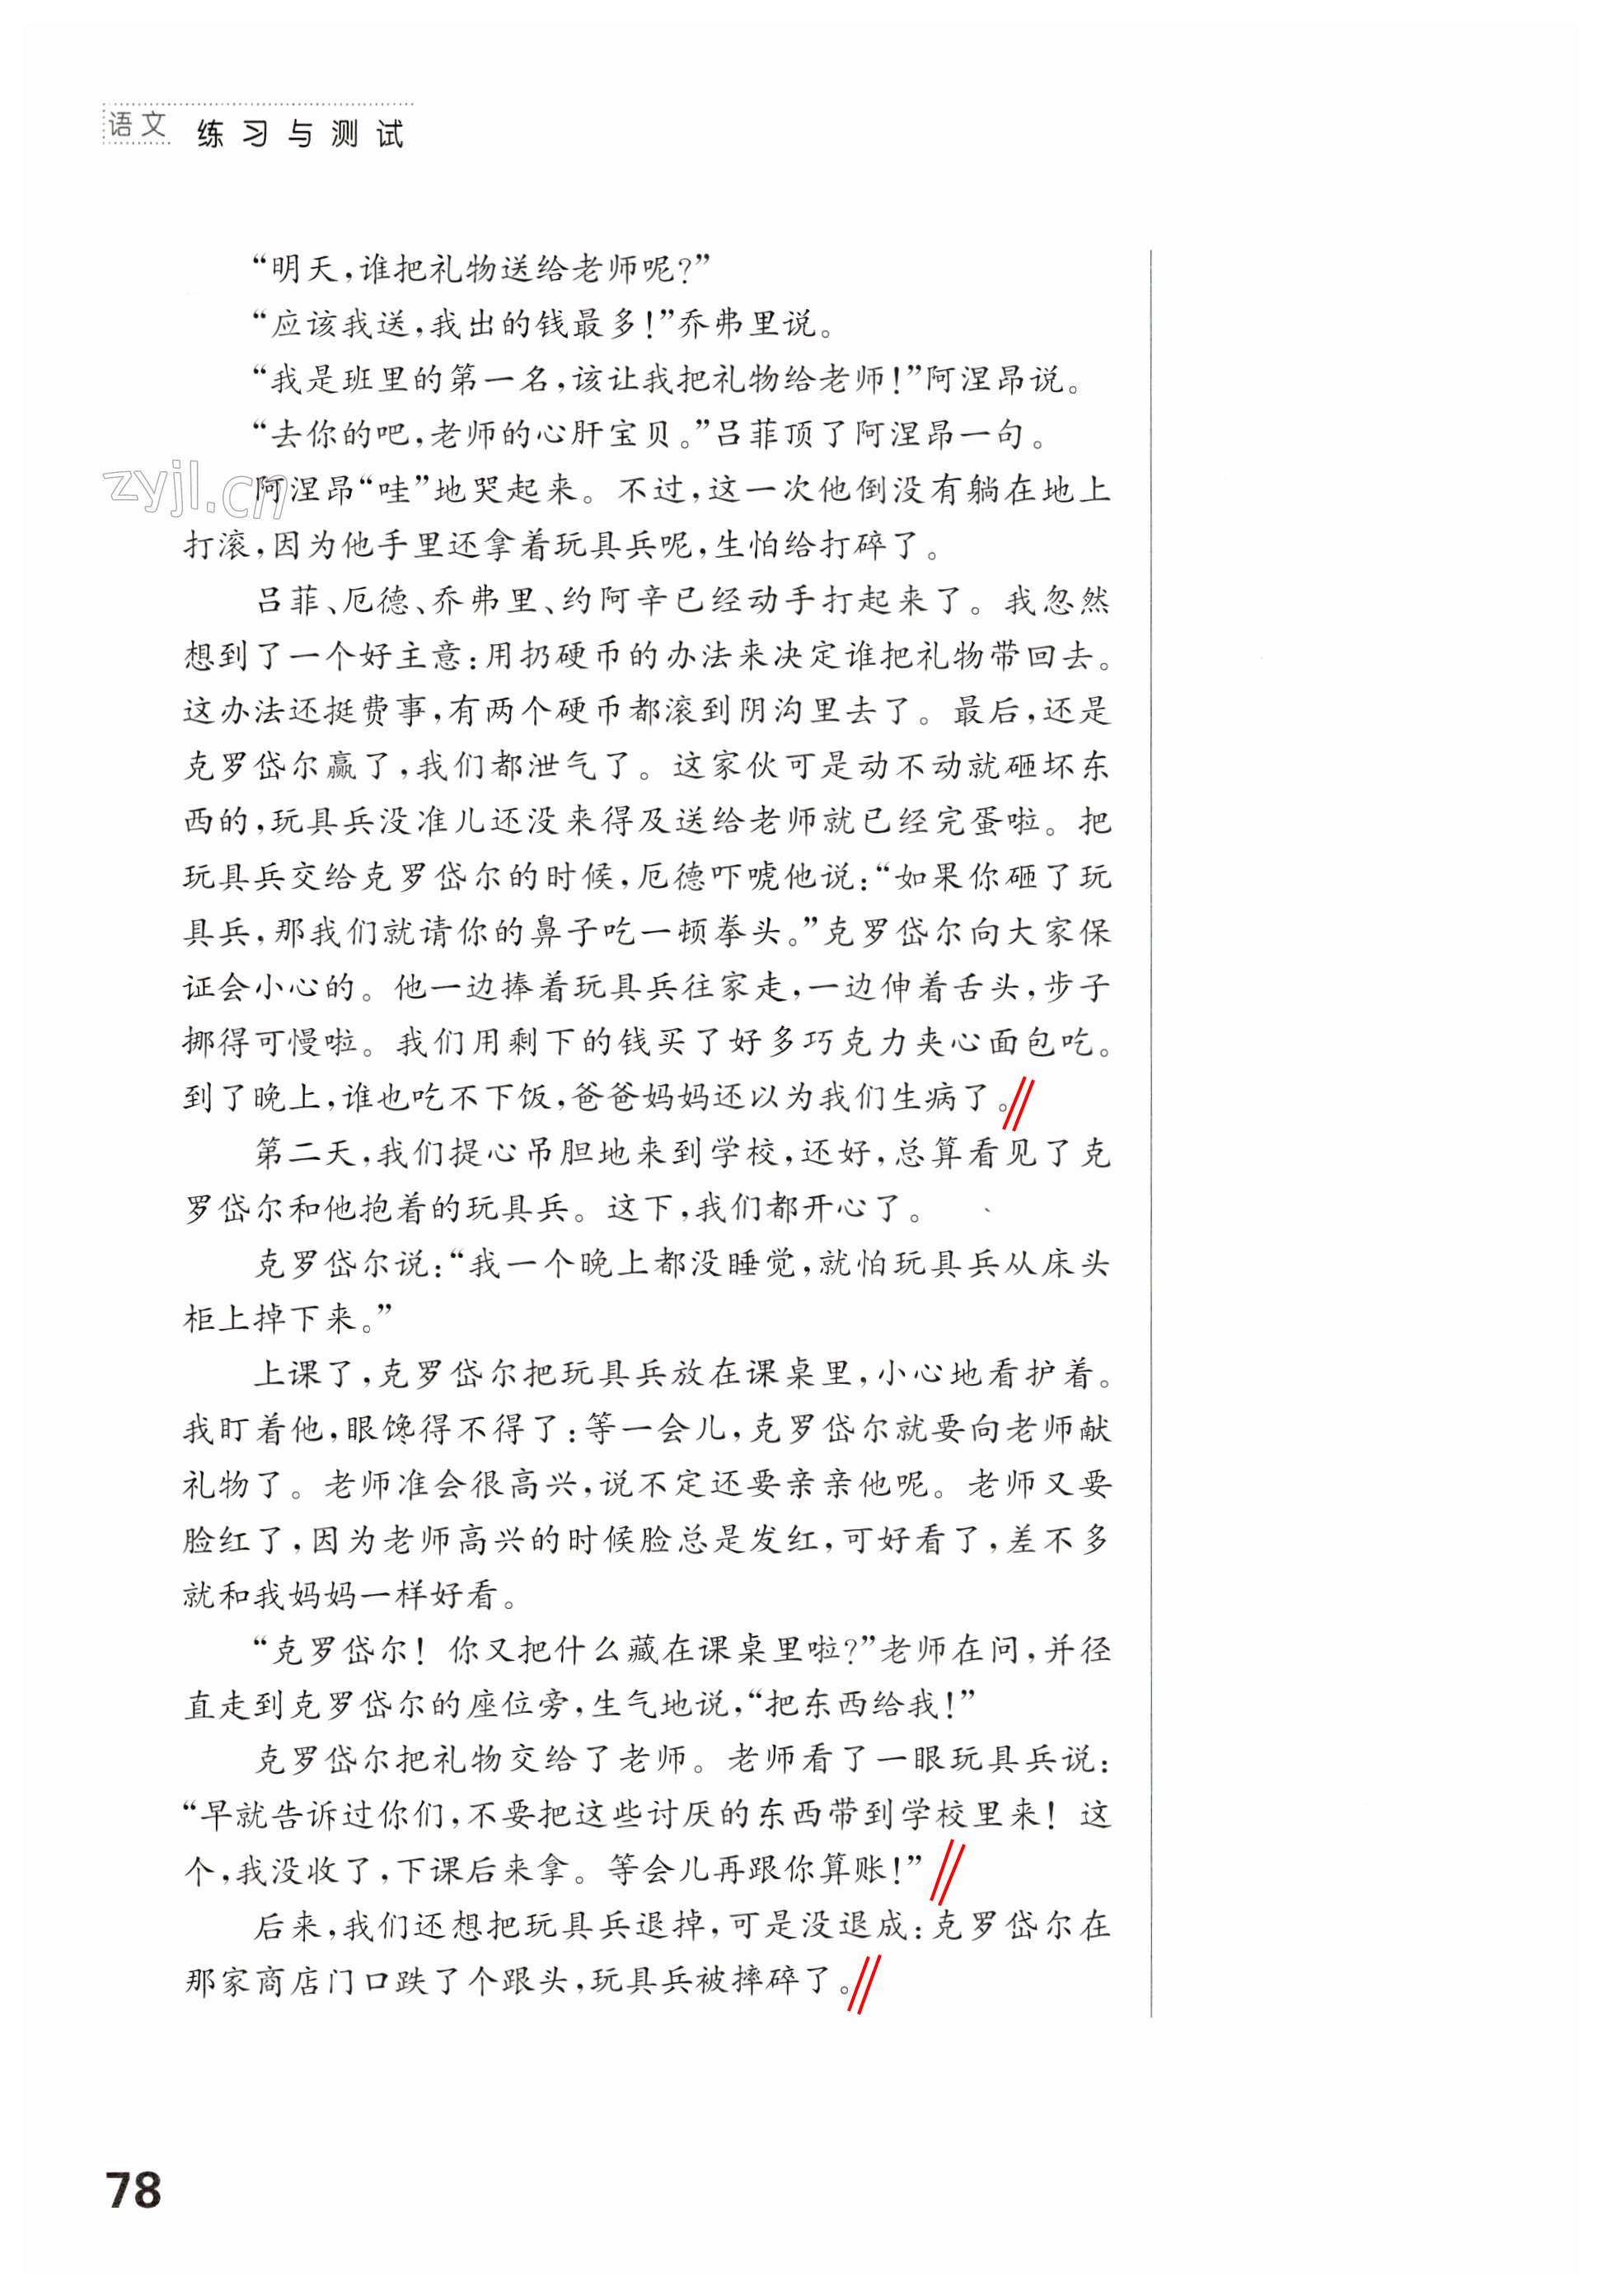 语文 练习与测试
“明天,谁把礼物送给老师呢?”
“应该我送,我出的钱最多!”乔弗里说。
“我是班里的第一名,该让我把礼物给老师!”阿涅昂说。
“去你的吧,老师的心肝宝贝。”吕菲顶了阿涅昂一句。
zyjl.cn
阿涅昂“哇”地哭起来。不过,这一次他倒没有躺在地上
打滚,因为他手里还拿着玩具兵呢,生怕给打碎了。
吕菲、厄德、乔弗里、约阿辛已经动手打起来了。我忽然
想到了一个好主意:用扔硬币的办法来决定谁把礼物带回去。
这办法还挺费事,有两个硬币都滚到阴沟里去了。最后,还是
克罗岱尔赢了,我们都泄气了。这家伙可是动不动就砸坏东
西的,玩具兵没准儿还没来得及送给老师就已经完蛋啦。把
玩具兵交给克罗岱尔的时候,厄德吓唬他说:“如果你砸了玩
具兵,那我们就请你的鼻子吃一顿拳头。”克罗岱尔向大家保
证会小心的。他一边捧着玩具兵往家走,一边伸着舌头,步子
挪得可慢啦。我们用剩下的钱买了好多巧克力夹心面包吃。
到了晚上,谁也吃不下饭,爸爸妈妈还以为我们生病了。
第二天,我们提心吊胆地来到学校,还好,总算看见了克
罗岱尔和他抱着的玩具兵。这下,我们都开心了。
克罗岱尔说:“我一个晚上都没睡觉,就怕玩具兵从床头
柜上掉下来。”
上课了,克罗岱尔把玩具兵放在课桌里,小心地看护着。
我盯着他,眼馋得不得了:等一会儿,克罗岱尔就要向老师献
礼物了。老师准会很高兴,说不定还要亲亲他呢。老师又要
脸红了,因为老师高兴的时候脸总是发红,可好看了,差不多
就和我妈妈一样好看。
“克罗岱尔!你又把什么藏在课桌里啦?”老师在问,并径
直走到克罗岱尔的座位旁,生气地说,“把东西给我!”
克罗岱尔把礼物交给了老师。老师看了一眼玩具兵说:
“早就告诉过你们,不要把这些讨厌的东西带到学校里来!这
个,我没收了,下课后来拿。等会儿再跟你算账!”
后来,我们还想把玩具兵退掉,可是没退成:克罗岱尔在
那家商店门口跌了个跟头,玩具兵被摔碎了。
78